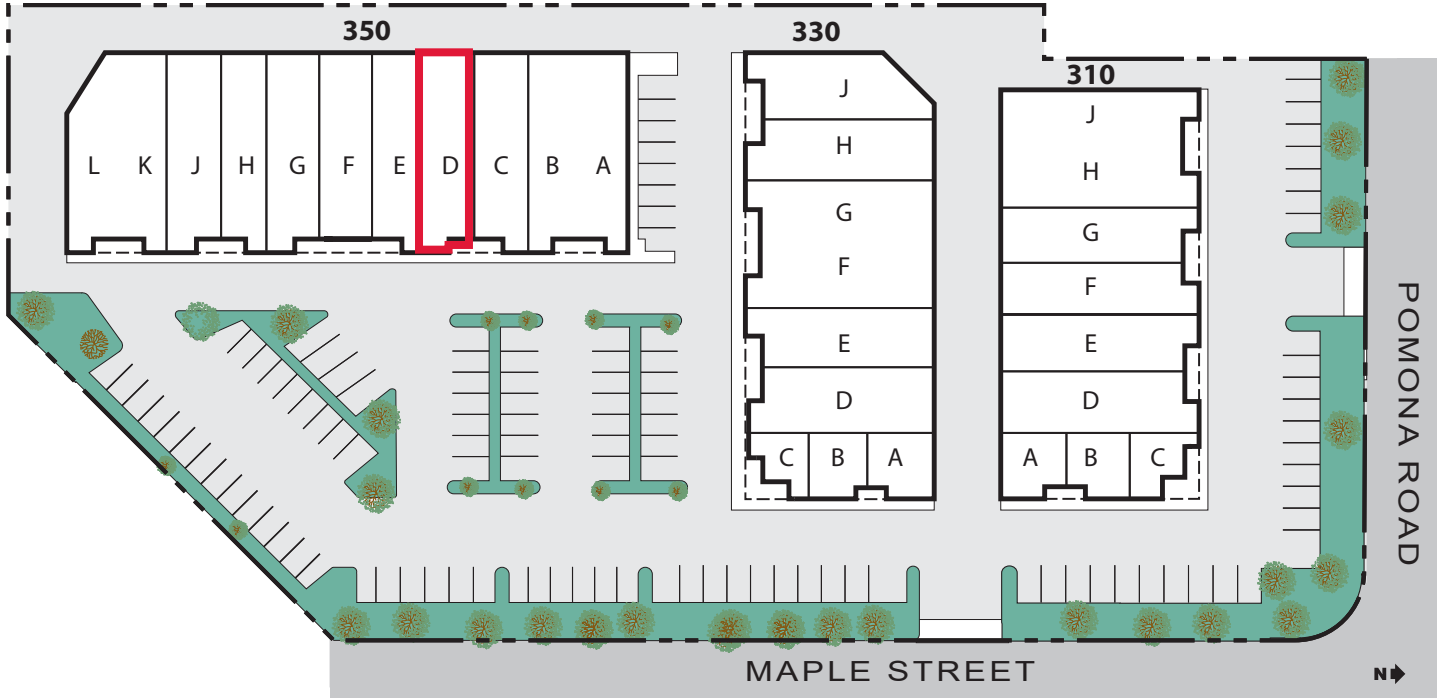 350
L K J H G F E D C B A
330
J
H
G
F
E
D
C B A
310
J
H
G
F
E
D
A B C
POMONA ROAD
MAPLE STREET
N